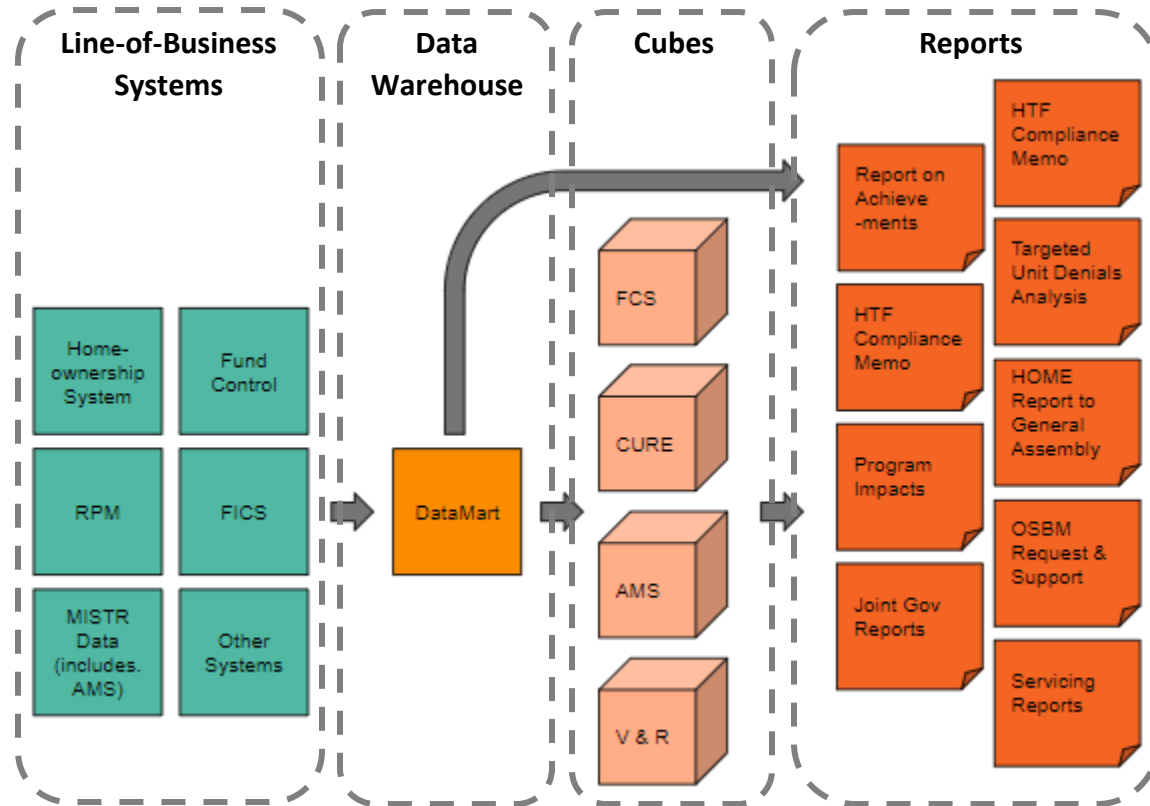 Line-of-Business
Systems
Data
Warehouse
Cubes
Reports
Home-
ownership
System
Fund
Control
RPM
FICS
MISTR
Data
(includes.
AMS)
Other
Systems
DataMart
FCS
CURE
AMS
V & R
Report on
Achieve
-ments
HTF
Compliance
Memo
Program
Impacts
Joint Gov
Reports
HTF
Compliance
Memo
Targeted
Unit Denials
Analysis
HOME
Report to
General
Assembly
OSBM
Request &
Support
Servicing
Reports